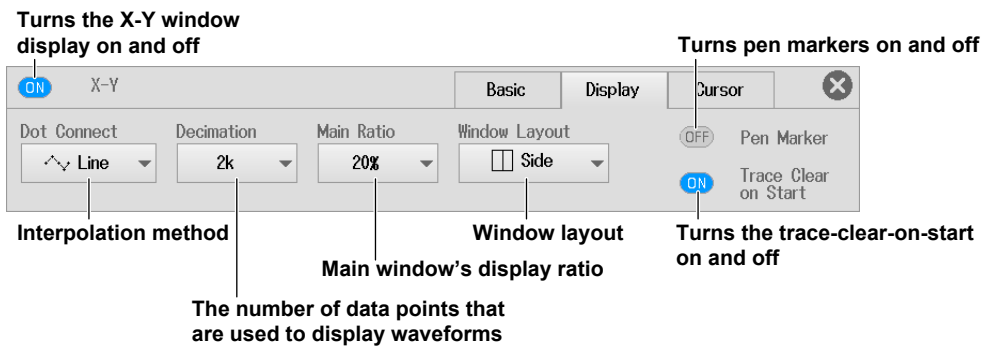 Turns the X-Y window
display on and off
Turns pen markers on and off
ON
X-Y
Basic
Display
Cursor
Dot Connect
Decimation
Main Ratio
Window Layout
Line
2k
20%
Side
OFF
Pen Marker
ON
Trace Clear
on Start
Interpolation method
Window layout
Turns the trace-clear-on-start
on and off
Main window's display ratio
The number of data points that
are used to display waveforms